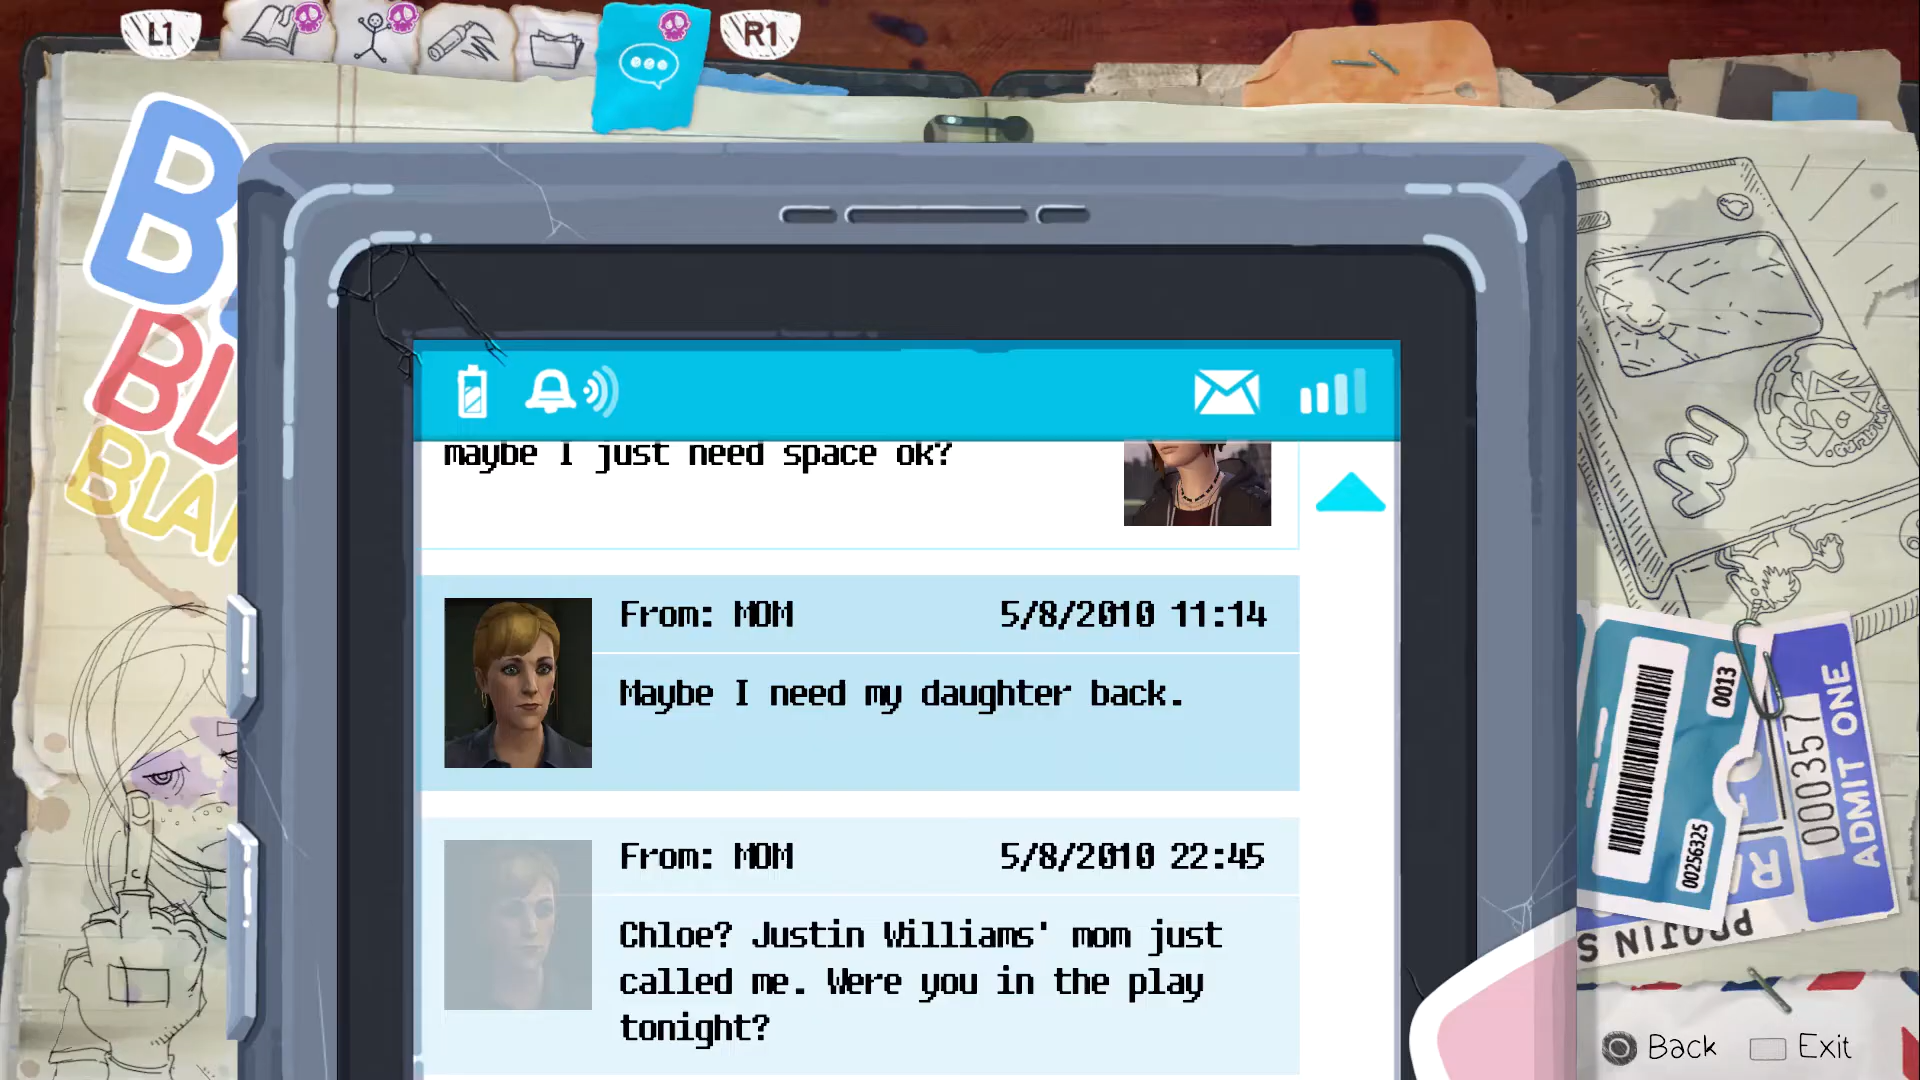 L1
R1
maybe I just need space ok?
From: MOM 5/8/2010 11:14
Maybe I need my daughter back.
From: MOM 5/8/2010 22:45
Chloe? Justin Williams' mom just
called me. Were you in the play
tonight?
BLA
0013
00256325
000357
ADMIT ONE
Back
Exit